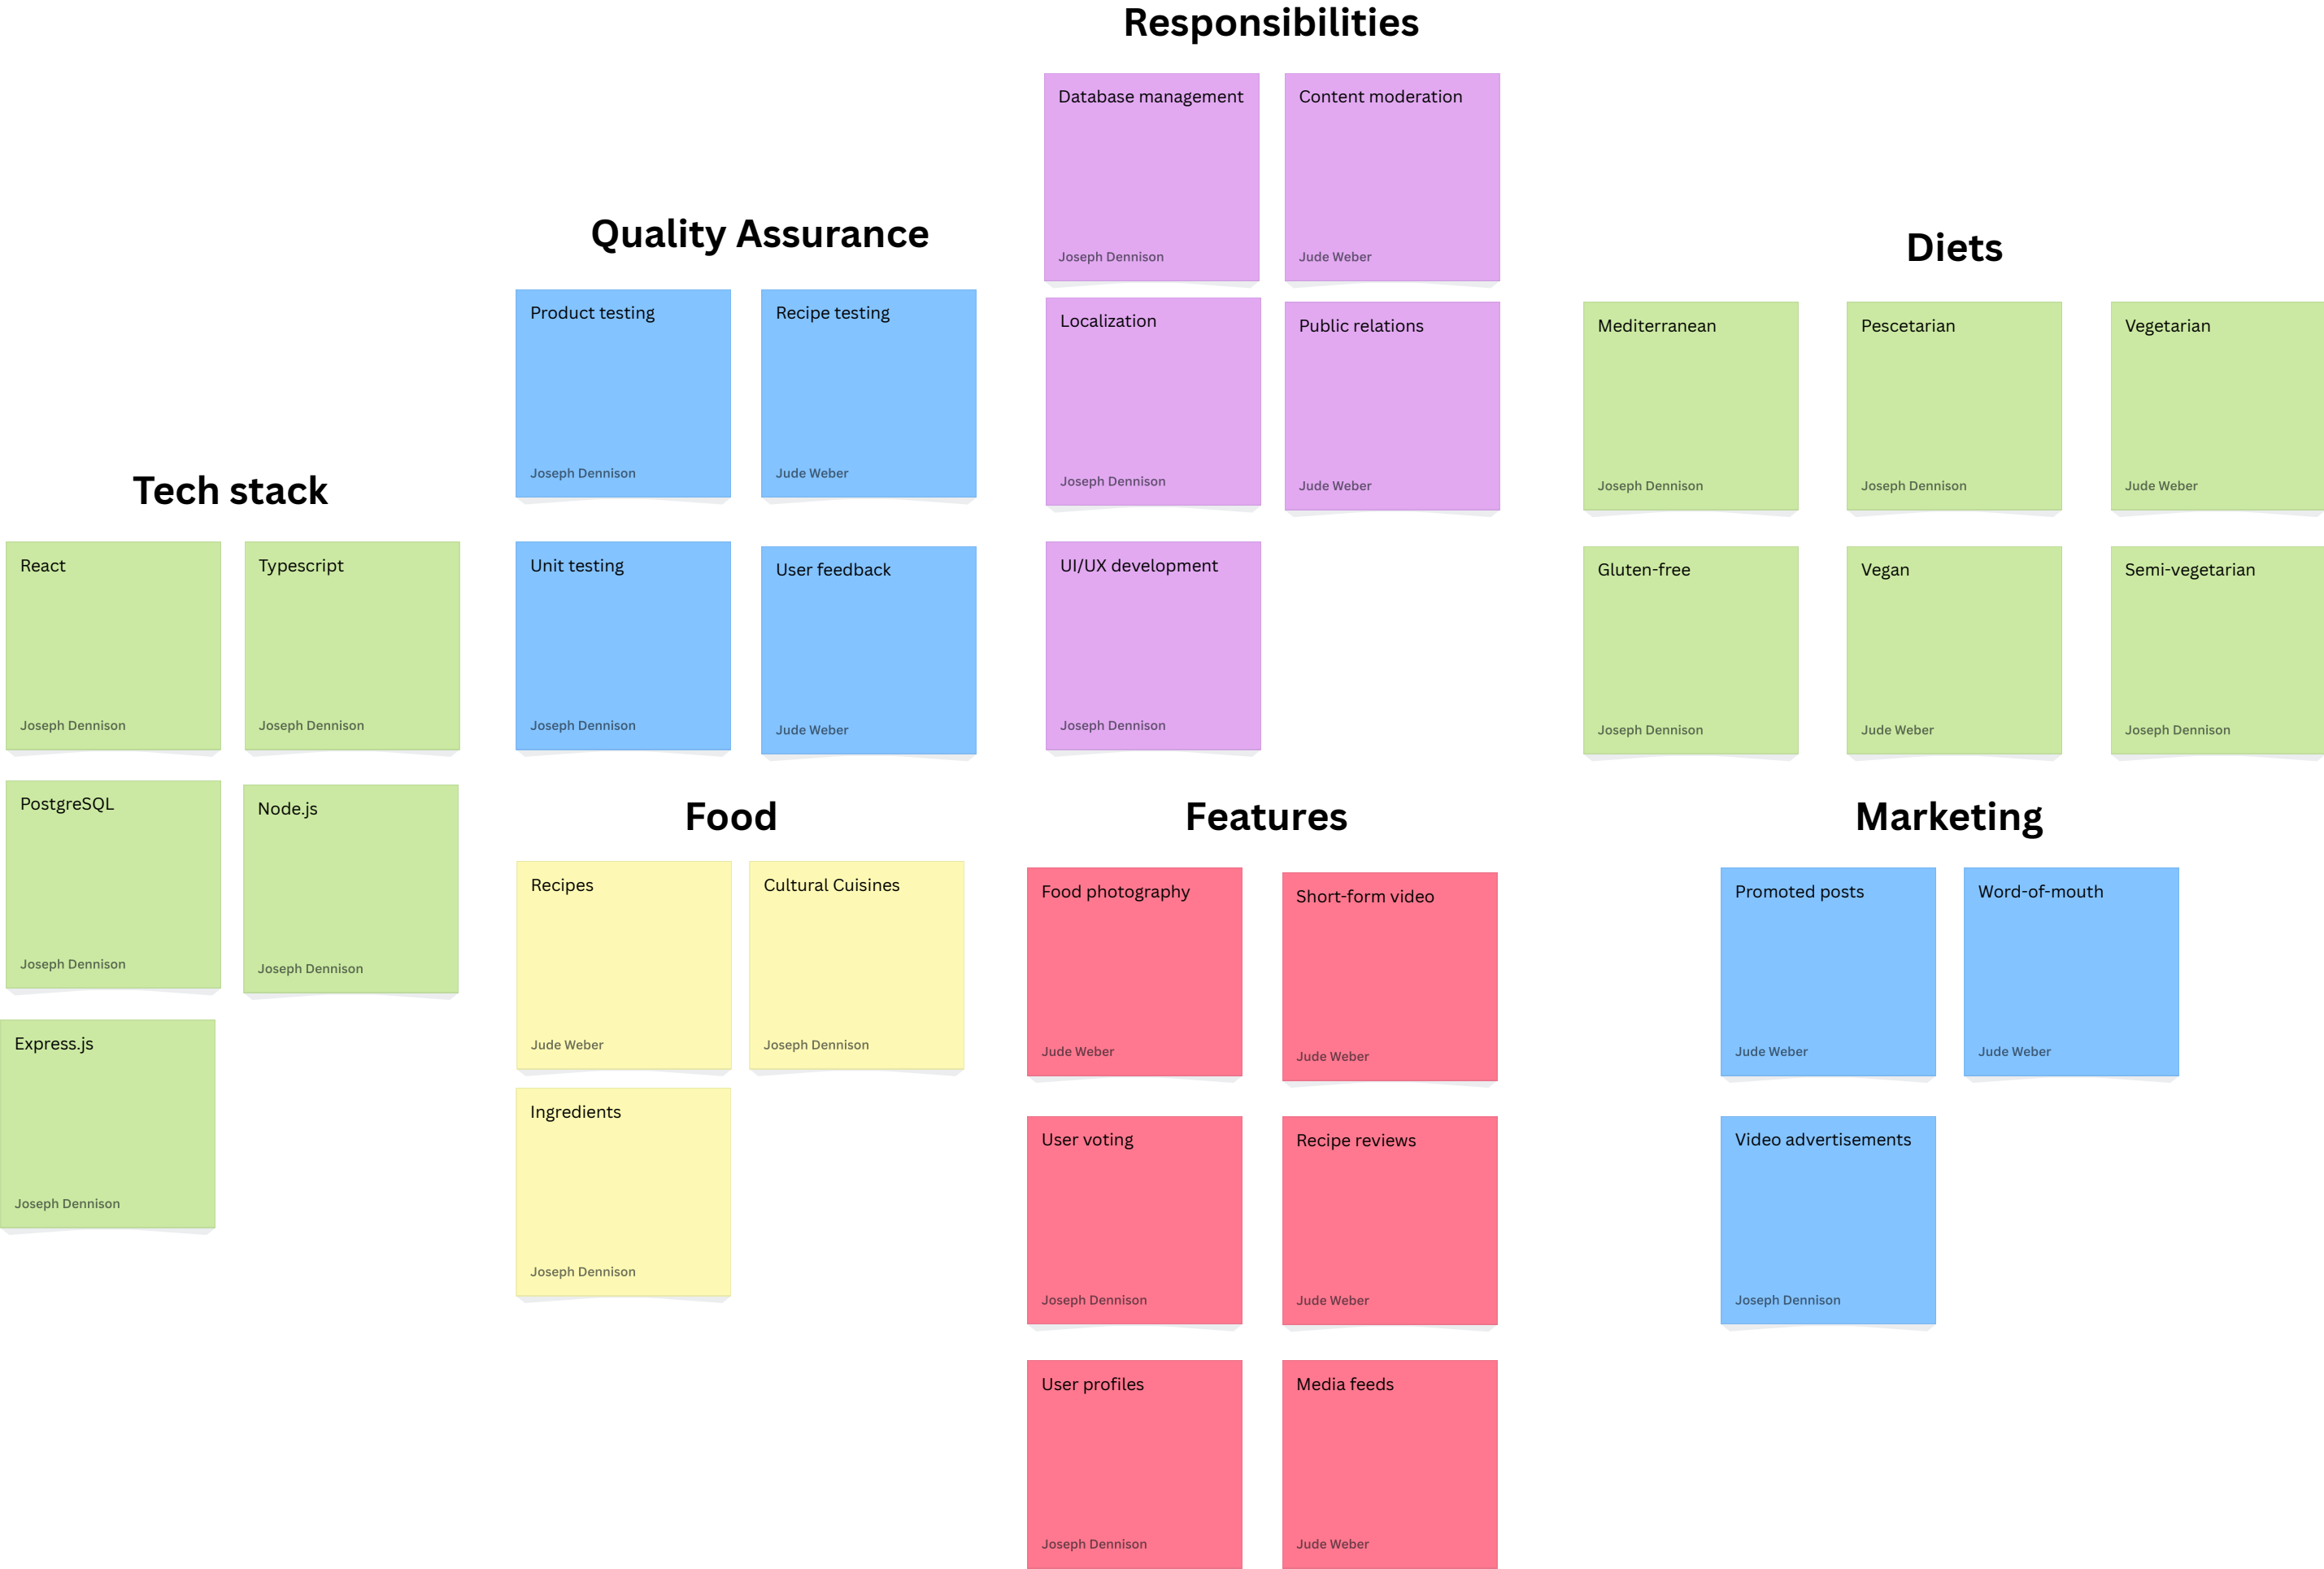 Responsibilities
Database management
Joseph Dennison
Content moderation
Jude Weber
Localization
Joseph Dennison
Public relations
Jude Weber
UI/UX development
Joseph Dennison
Quality Assurance
Product testing
Joseph Dennison
Recipe testing
Jude Weber
Unit testing
Joseph Dennison
User feedback
Jude Weber
Diets
Mediterranean
Joseph Dennison
Pescetarian
Joseph Dennison
Vegetarian
Jude Weber
Gluten-free
Joseph Dennison
Vegan
Jude Weber
Semi-vegetarian
Joseph Dennison
Tech stack
React
Joseph Dennison
Typescript
Joseph Dennison
PostgreSQL
Joseph Dennison
Node.js
Joseph Dennison
Express.js
Joseph Dennison
Food
Recipes
Jude Weber
Cultural Cuisines
Joseph Dennison
Ingredients
Joseph Dennison
Features
Food photography
Jude Weber
Short-form video
Jude Weber
User voting
Joseph Dennison
Recipe reviews
Jude Weber
User profiles
Joseph Dennison
Media feeds
Jude Weber
Marketing
Promoted posts
Jude Weber
Word-of-mouth
Jude Weber
Video advertisements
Joseph Dennison